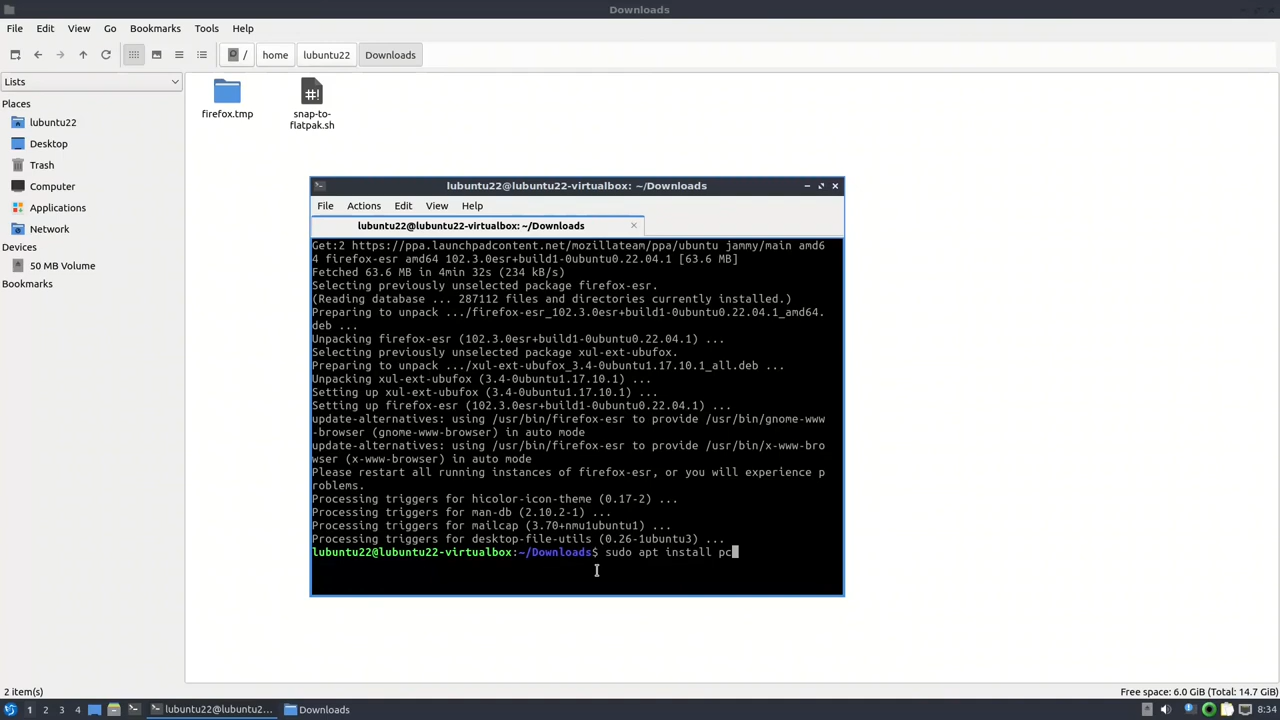 Downloads
File Edit View Go Bookmarks Tools Help
/ home lubuntu22 Downloads
Lists
Places
lubuntu22
Desktop
Trash
Computer
Applications
Network
Devices
50 MB Volume
Bookmarks
firefox.tmp
snap-to-
flatpak.sh
lubuntu22@lubuntu22-virtualbox: ~/Downloads
File Actions Edit View Help
lubuntu22@lubuntu22-virtualbox: ~/Downloads
Get:2 https://ppa.launchpadcontent.net/mozillateam/ppa/ubuntu jammy/main amd6
4 firefox-esr amd64 102.3.0esr+build1-0ubuntu0.22.04.1 [63.6 MB]
Fetched 63.6 MB in 4min 32s (234 kB/s)
Selecting previously unselected package firefox-esr.
(Reading database ... 287112 files and directories currently installed.)
Preparing to unpack .../firefox-esr_102.3.0esr+build1-0ubuntu0.22.04.1_amd64.
deb ...
Unpacking firefox-esr (102.3.0esr+build1-0ubuntu0.22.04.1) ...
Selecting previously unselected package xul-ext-ubufox.
Preparing to unpack .../xul-ext-ubufox_3.4-0ubuntu1.17.10.1_all.deb ...
Unpacking xul-ext-ubufox (3.4-0ubuntu1.17.10.1) ...
Setting up xul-ext-ubufox (3.4-0ubuntu1.17.10.1) ...
Setting up firefox-esr (102.3.0esr+build1-0ubuntu0.22.04.1) ...
update-alternatives: using /usr/bin/firefox-esr to provide /usr/bin/gnome-www
-browser (gnome-www-browser) in auto mode
update-alternatives: using /usr/bin/firefox-esr to provide /usr/bin/x-www-bro
wser (x-www-browser) in auto mode
Please restart all running instances of firefox-esr, or you will experience p
roblems.
Processing triggers for hicolor-icon-theme (0.17-2) ...
Processing triggers for man-db (2.10.2-1) ...
Processing triggers for mailcap (3.70+nmu1ubuntu1) ...
Processing triggers for desktop-file-utils (0.26-1ubuntu3) ...
lubuntu22@lubuntu22-virtualbox:~/Downloads$ sudo apt install pc
2 item(s)
Free space: 6.0 GiB (Total: 14.7 GiB)
1 2 3 4 lubuntu22@lubuntu2... Downloads 8:34